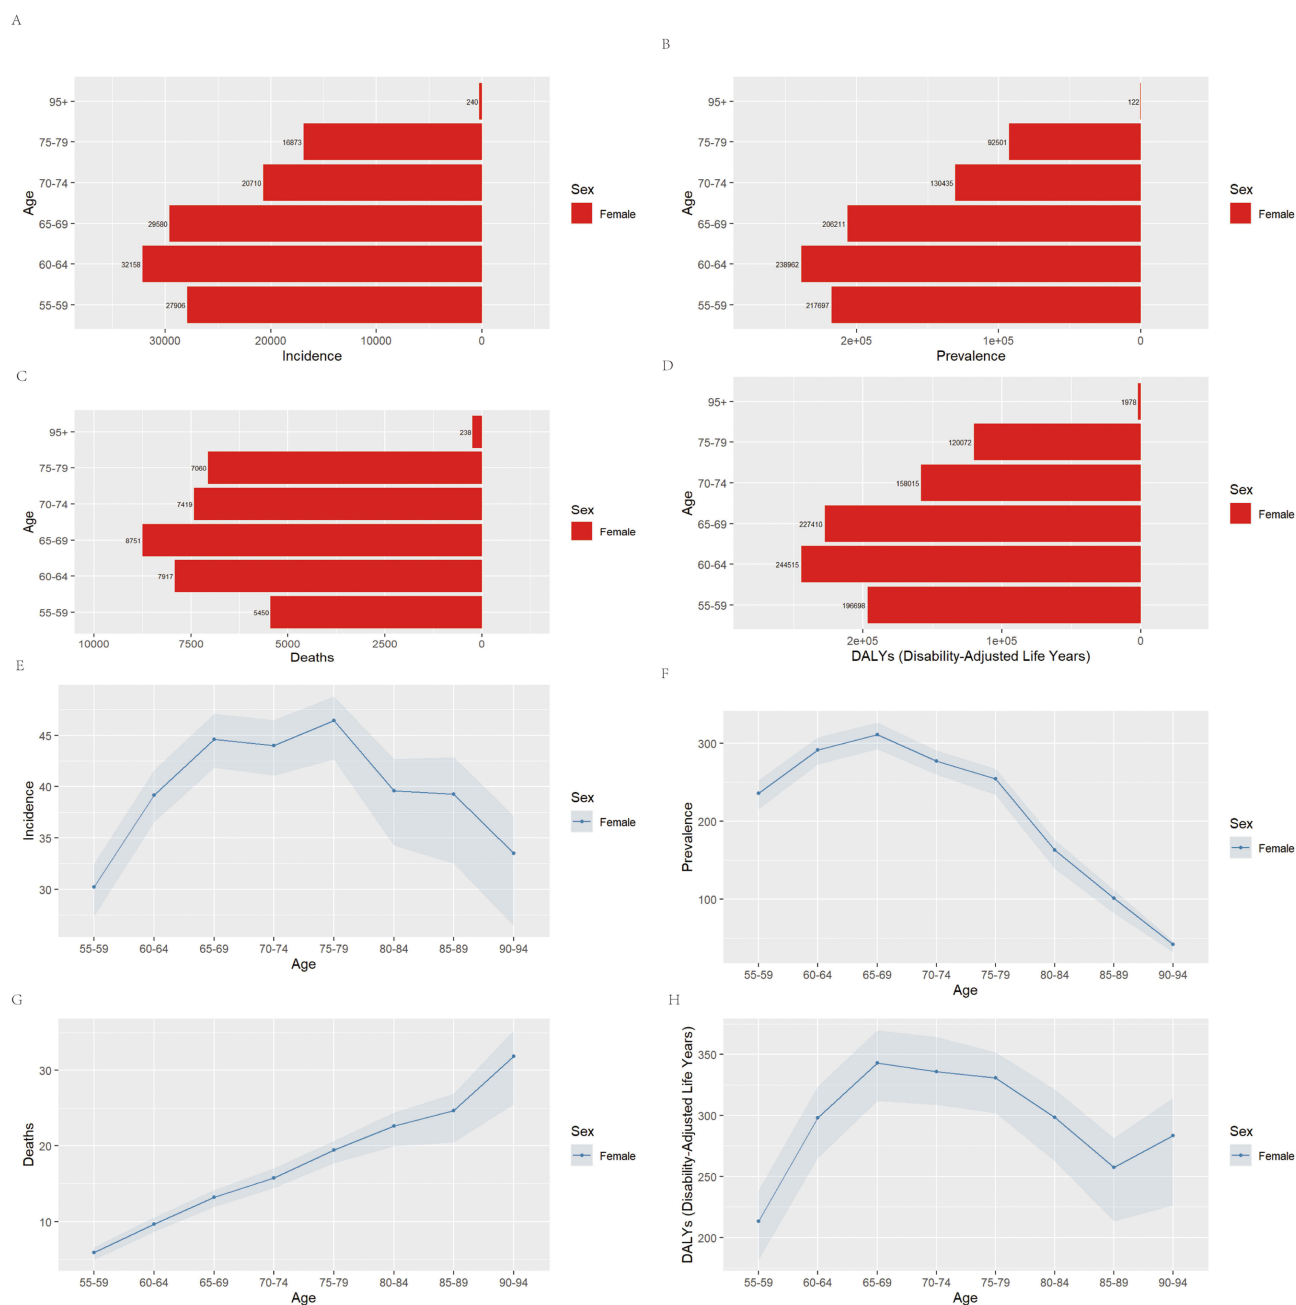 A
95+
75-79
70-74
65-69
60-64
55-59
240
16873
20710
29580
32158
27906
30000 20000 10000 0
Incidence
Age
Sex
Female
B
95+
75-79
70-74
65-69
60-64
55-59
122
92501
130435
206211
238962
217697
2e+05 1e+05 0
Prevalence
Age
Sex
Female
C
95+
75-79
70-74
65-69
60-64
55-59
238
7060
7419
8751
7917
5450
10000 7500 5000 2500 0
Deaths
Age
Sex
Female
D
95+
75-79
70-74
65-69
60-64
55-59
1978
120072
158015
227410
244515
196698
2e+05 1e+05 0
DALYs (Disability-Adjusted Life Years)
Age
Sex
Female
E
45
40
35
30
Incidence
55-59 60-64 65-69 70-74 75-79 80-84 85-89 90-94
Age
Sex
Female
F
300
200
100
Prevalence
55-59 60-64 65-69 70-74 75-79 80-84 85-89 90-94
Age
Sex
Female
G
30
20
10
Deaths
55-59 60-64 65-69 70-74 75-79 80-84 85-89 90-94
Age
Sex
Female
H
350
300
250
200
DALYs (Disability-Adjusted Life Years)
55-59 60-64 65-69 70-74 75-79 80-84 85-89 90-94
Age
Sex
Female